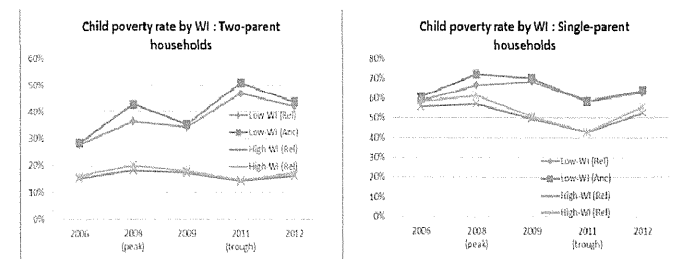 Child poverty rate by WI : Two-parent
households
60%
50%
40%
30%
20%
10%
0%
Low-WI (Rel)
Low-WI (Anc)
High-WI (Rel)
High-WI (Rel)
2006
2008
(peak)
2009
2011
(trough)
2012
Child poverty rate by WI : Single-parent
households
80%
70%
60%
50%
40%
30%
20%
10%
0%
Low-WI (Rel)
Low-WI (Anc)
High-WI (Rel)
High-WI (Rel)
2006
2008
(peak)
2009
2011
(trough)
2012